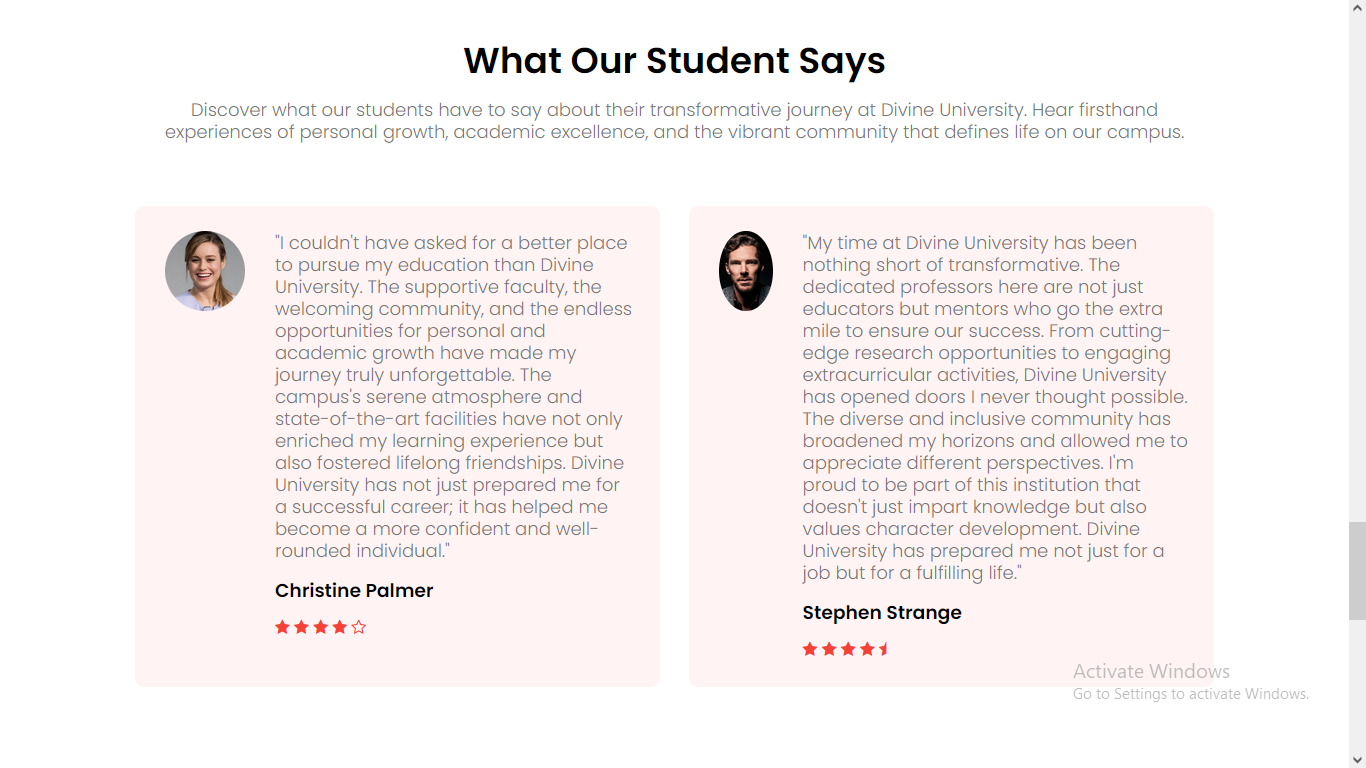 What Our Student Says
Discover what our students have to say about their transformative journey at Divine University. Hear firsthand
experiences of personal growth, academic excellence, and the vibrant community that defines life on our campus.
"I couldn't have asked for a better place
to pursue my education than Divine
University. The supportive faculty, the
welcoming community, and the endless
opportunities for personal and
academic growth have made my
journey truly unforgettable. The
campus's serene atmosphere and
state-of-the-art facilities have not only
enriched my learning experience but
also fostered lifelong friendships. Divine
University has not just prepared me for
a successful career; it has helped me
become a more confident and well-
rounded individual."
Christine Palmer
"My time at Divine University has been
nothing short of transformative. The
dedicated professors here are not just
educators but mentors who go the extra
mile to ensure our success. From cutting-
edge research opportunities to engaging
extracurricular activities, Divine University
has opened doors I never thought possible.
The diverse and inclusive community has
broadened my horizons and allowed me to
appreciate different perspectives. I'm
proud to be part of this institution that
doesn't just impart knowledge but also
values character development. Divine
University has prepared me not just for a
job but for a fulfilling life."
Stephen Strange
Activate Windows
Go to Settings to activate Windows.